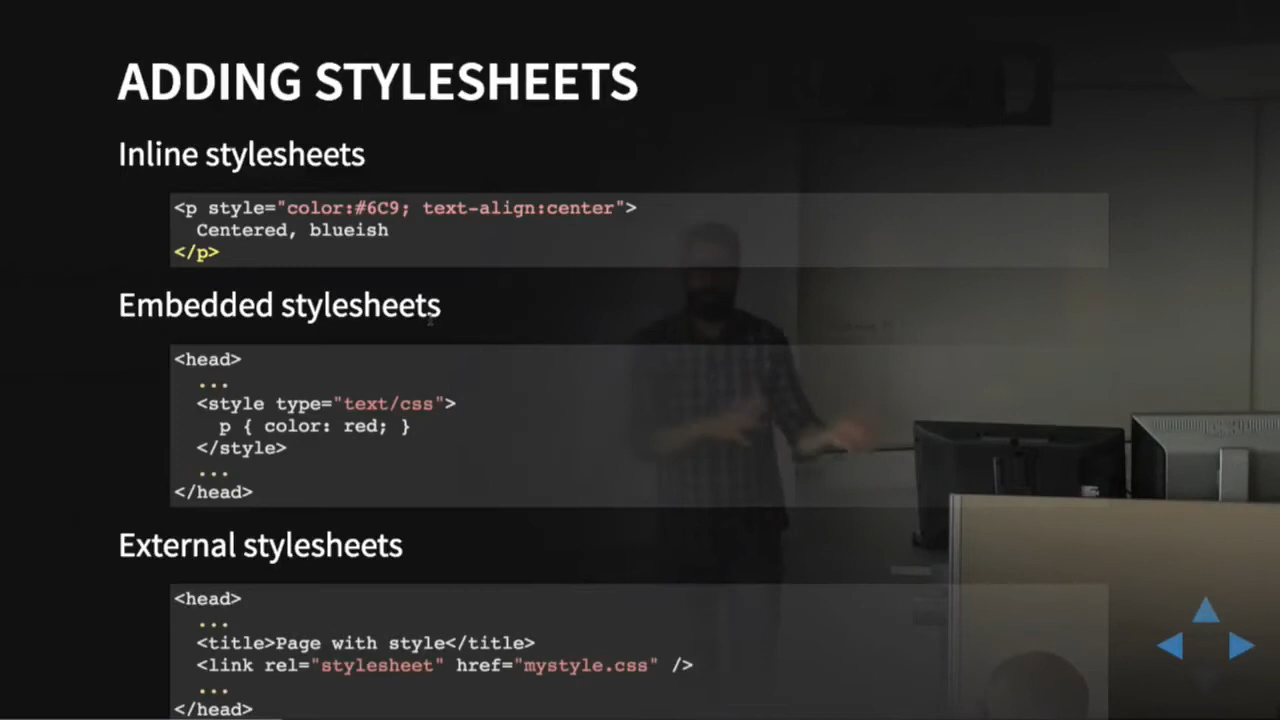 ADDING STYLESHEETS
Inline stylesheets
<p style="color:#6C9; text-align:center">
  Centered, blueish
</p>
Embedded stylesheets
<head>
  ...
  <style type="text/css">
    p { color: red; }
  </style>
  ...
</head>
External stylesheets
<head>
  ...
  <title>Page with style</title>
  <link rel="stylesheet" href="mystyle.css" />
  ...
</head>